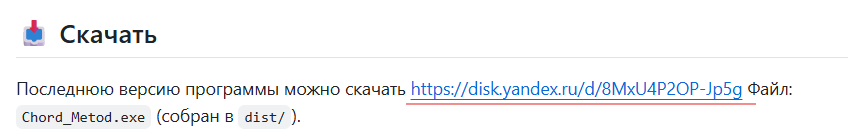 Скачать
Последнюю версию программы можно скачать https://disk.yandex.ru/d/8MxU4P2OP-Jp5g Файл:
Chord_Metod.exe (собран в dist/).